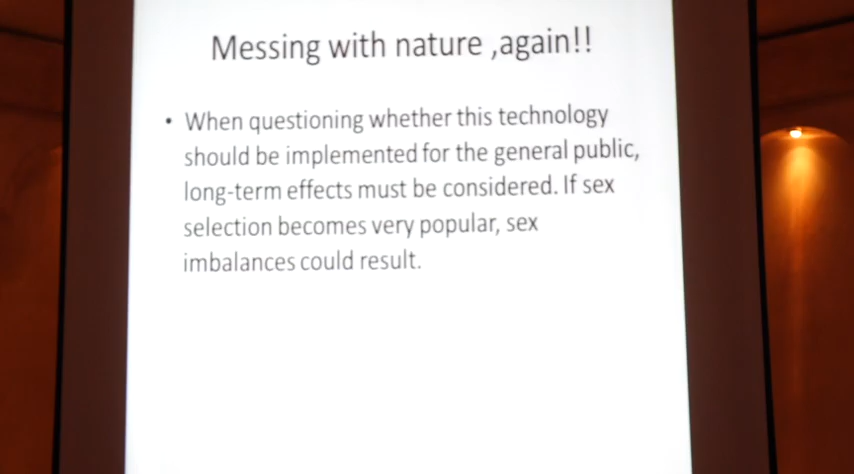 Messing with nature ,again!!
• When questioning whether this technology
should be implemented for the general public,
long-term effects must be considered. If sex
selection becomes very popular, sex
imbalances could result.